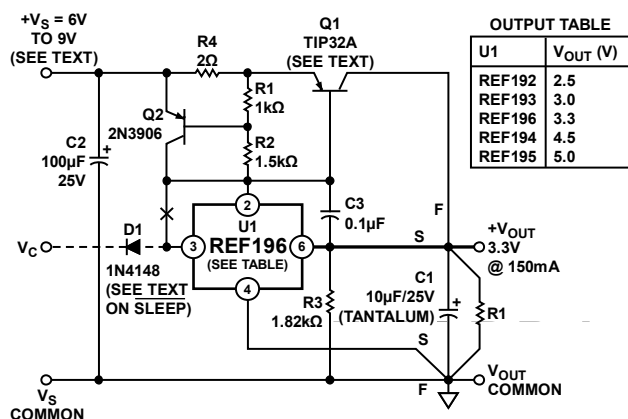 +VS = 6V
TO 9V
(SEE TEXT)
R4
2Ω
Q1
TIP32A
(SEE TEXT)
OUTPUT TABLE
U1 VOUT (V)
REF192 2.5
REF193 3.0
REF196 3.3
REF194 4.5
REF195 5.0
R1
1kΩ
Q2
2N3906
R2
1.5kΩ
C2
100µF
25V
+
2
C3
0.1µF
F
VC
D1
1N4148
(SEE TEXT
ON SLEEP)
3
U1
REF196
(SEE TABLE)
6
4
S
+VOUT
3.3V
@ 150mA
R3
1.82kΩ
C1
10µF/25V
(TANTALUM)
+
R1
S
F
VS
COMMON
VOUT
COMMON